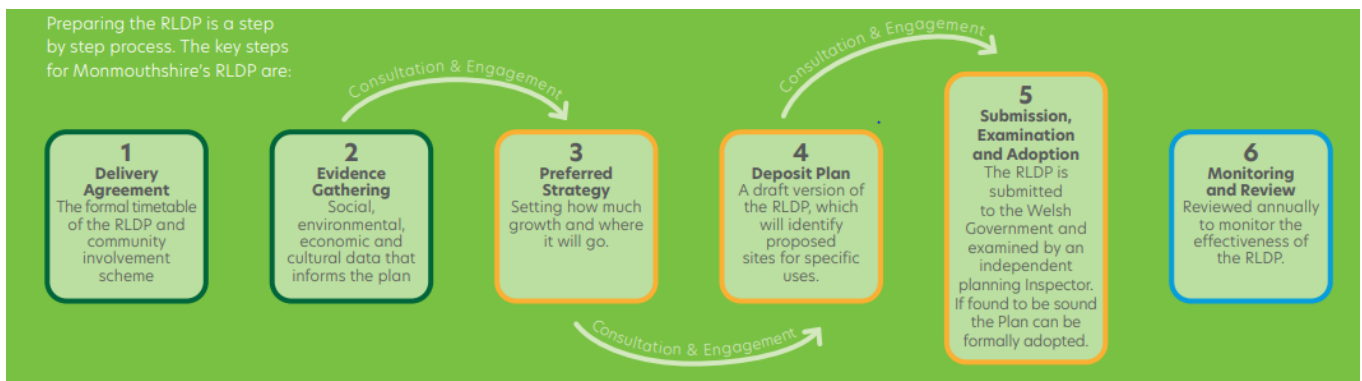 Preparing the RLDP is a step
by step process. The key steps
for Monmouthshire's RLDP are:
Consultation & Engagement
Consultation & Engagement
1
Delivery
Agreement
The formal timetable
of the RLDP and
community
involvement
scheme
2
Evidence
Gathering
Social,
environmental,
economic and
cultural data that
informs the plan
3
Preferred
Strategy
Setting how much
growth and where
it will go.
4
Deposit Plan
A draft version of
the RLDP, which
will identify
proposed
sites for specific
uses.
5
Submission,
Examination
and Adoption
The RLDP is
submitted
to the Welsh
Government and
examined by an
independent
planning Inspector.
If found to be sound
the Plan can be
formally adopted.
6
Monitoring
and Review
Reviewed annually
to monitor the
effectiveness of
the RLDP.
Consultation & Engagement